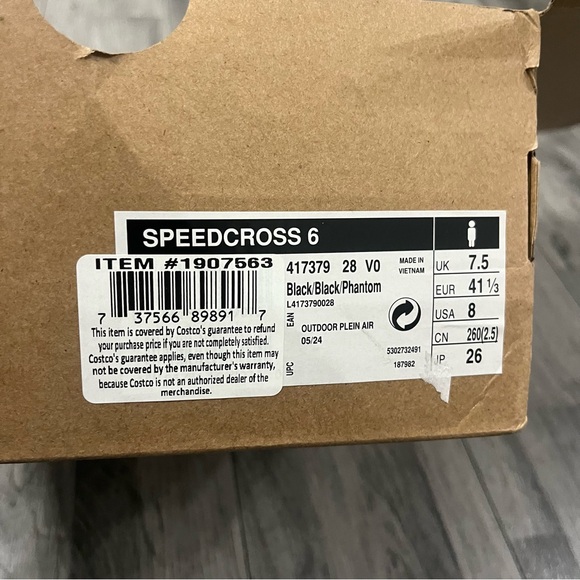 SPEEDCROSS 6
ITEM #1907563
7 37566 89891 7
This item is covered by Costco's guarantee to refund
your purchase price if you are not completely satisfied.
Costco's guarantee applies, even though this item may
not be covered by the manufacturer's warranty,
because Costco is not an authorized dealer of the
merchandise.
417379 28 V0
MADE IN
VIETNAM
Black/Black/Phantom
L4173790028
EAN
OUTDOOR PLEIN AIR
05/24
UPC
5302732491
187982
UK 7.5
EUR 41 1/3
USA 8
CN 260(2.5)
JP 26